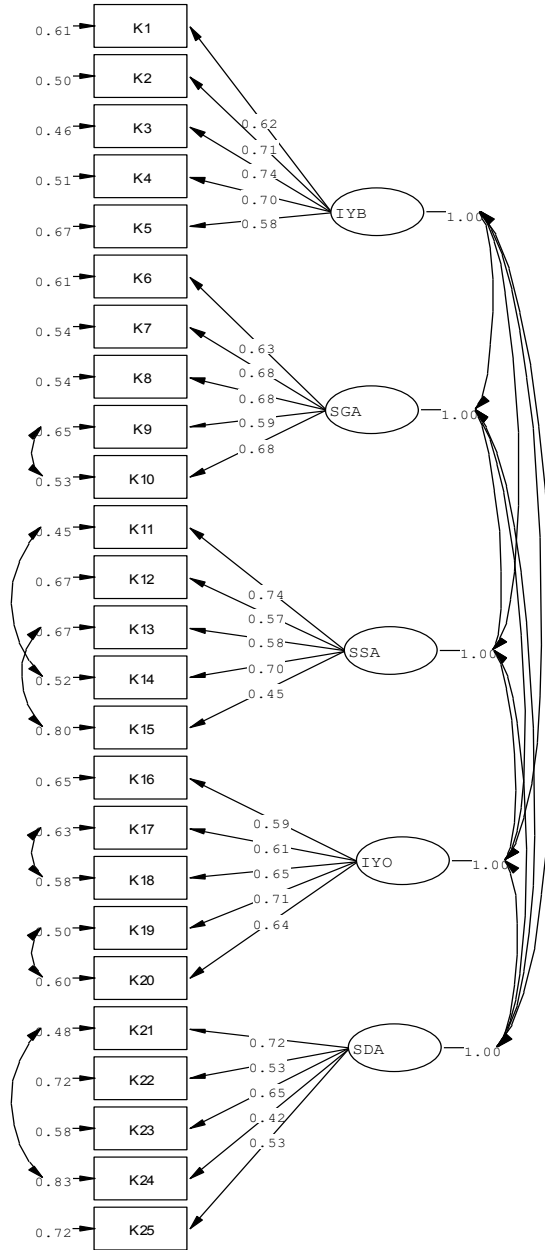 0.61 K1
0.50 K2
0.46 K3
0.62
0.71
0.74
0.51 K4
0.70
IYB 1.00
0.67 K5 0.58
0.61 K6
0.54 K7
0.63
0.54 K8
0.68
0.68
SGA 1.00
0.65 K9 0.59
0.68
0.53 K10
0.45 K11
0.67 K12
0.74
0.57
0.67 K13 0.58
SSA 1.00
0.52 K14 0.70
0.45
0.80 K15
0.65 K16
0.59
0.63 K17
0.61
IYO 1.00
0.58 K18 0.65
0.71
0.50 K19
0.64
0.60 K20
0.48 K21
0.72
SDA 1.00
0.53
0.72 K22
0.65
0.58 K23
0.42
0.53
0.83 K24
0.72 K25